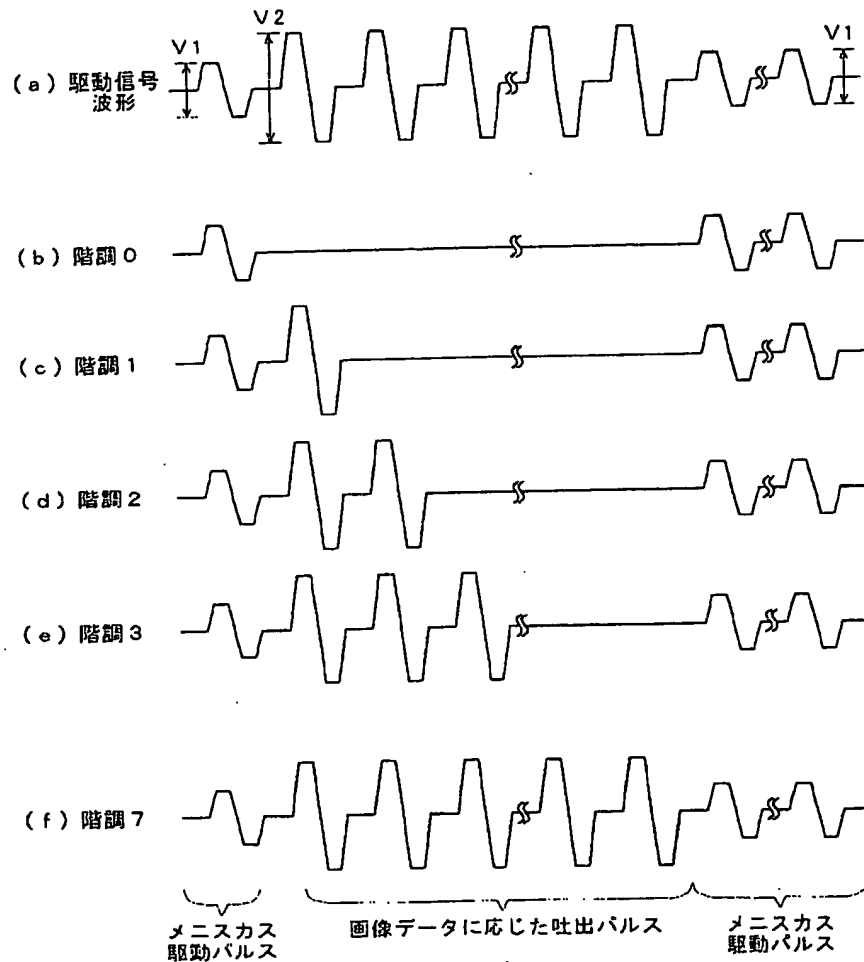 V1
V2
V1
(a) 駆動信号
波形
(b) 階調0
(c) 階調1
(d) 階調2
(e) 階調3
(f) 階調7
メニスカス
駆動パルス
画像データに応じた吐出パルス
メニスカス
駆動パルス